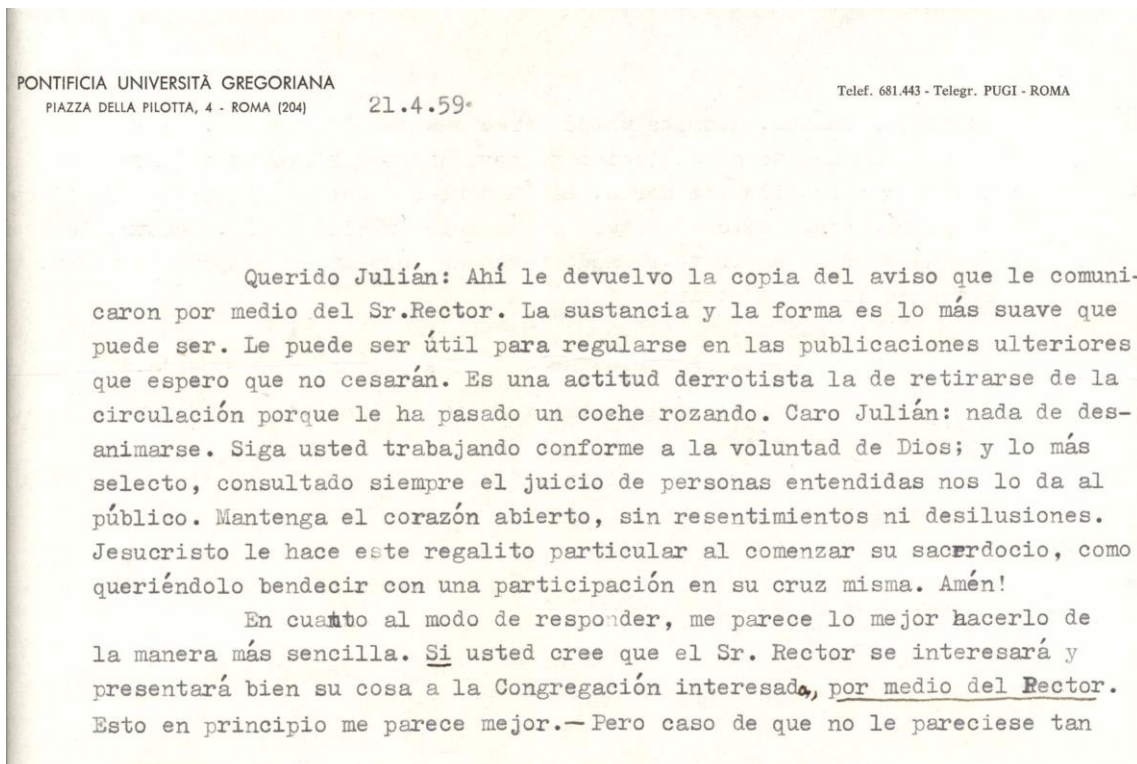 PONTIFICIA UNIVERSITÀ GREGORIANA
PIAZZA DELLA PILOTTA, 4 - ROMA (204)
21.4.59.
Telef. 681.443 - Telegr. PUGI - ROMA
Querido Julián: Ahí le devuelvo la copia del aviso que le comuni-
caron por medio del Sr.Rector. La sustancia y la forma es lo más suave que
puede ser. Le puede ser útil para regularse en las publicaciones ulteriores
que espero que no cesarán. Es una actitud derrotista la de retirarse de la
circulación porque le ha pasado un coche rozando. Caro Julián: nada de des-
animarse. Siga usted trabajando conforme a la voluntad de Dios; y lo más
selecto, consultado siempre el juicio de personas entendidas nos lo da al
público. Mantenga el corazón abierto, sin resentimientos ni desilusiones.
Jesucristo le hace este regalito particular al comenzar su sacerdocio, como
queriéndolo bendecir con una participación en su cruz misma. Amén!
En cuanto al modo de responder, me parece lo mejor hacerlo de
la manera más sencilla. Si usted cree que el Sr. Rector se interesará y
presentará bien su cosa a la Congregación interesada, por medio del Rector.
Esto en principio me parece mejor.— Pero caso de que no le pareciese tan